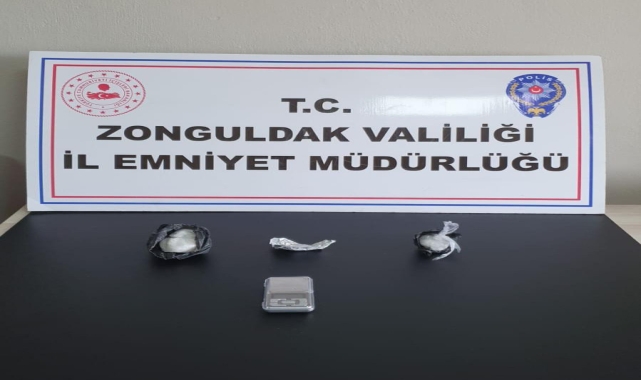 T.C.
ZONGULDAK VALİLİĞİ
İL EMNİYET MÜDÜRLÜĞÜ
POLİS